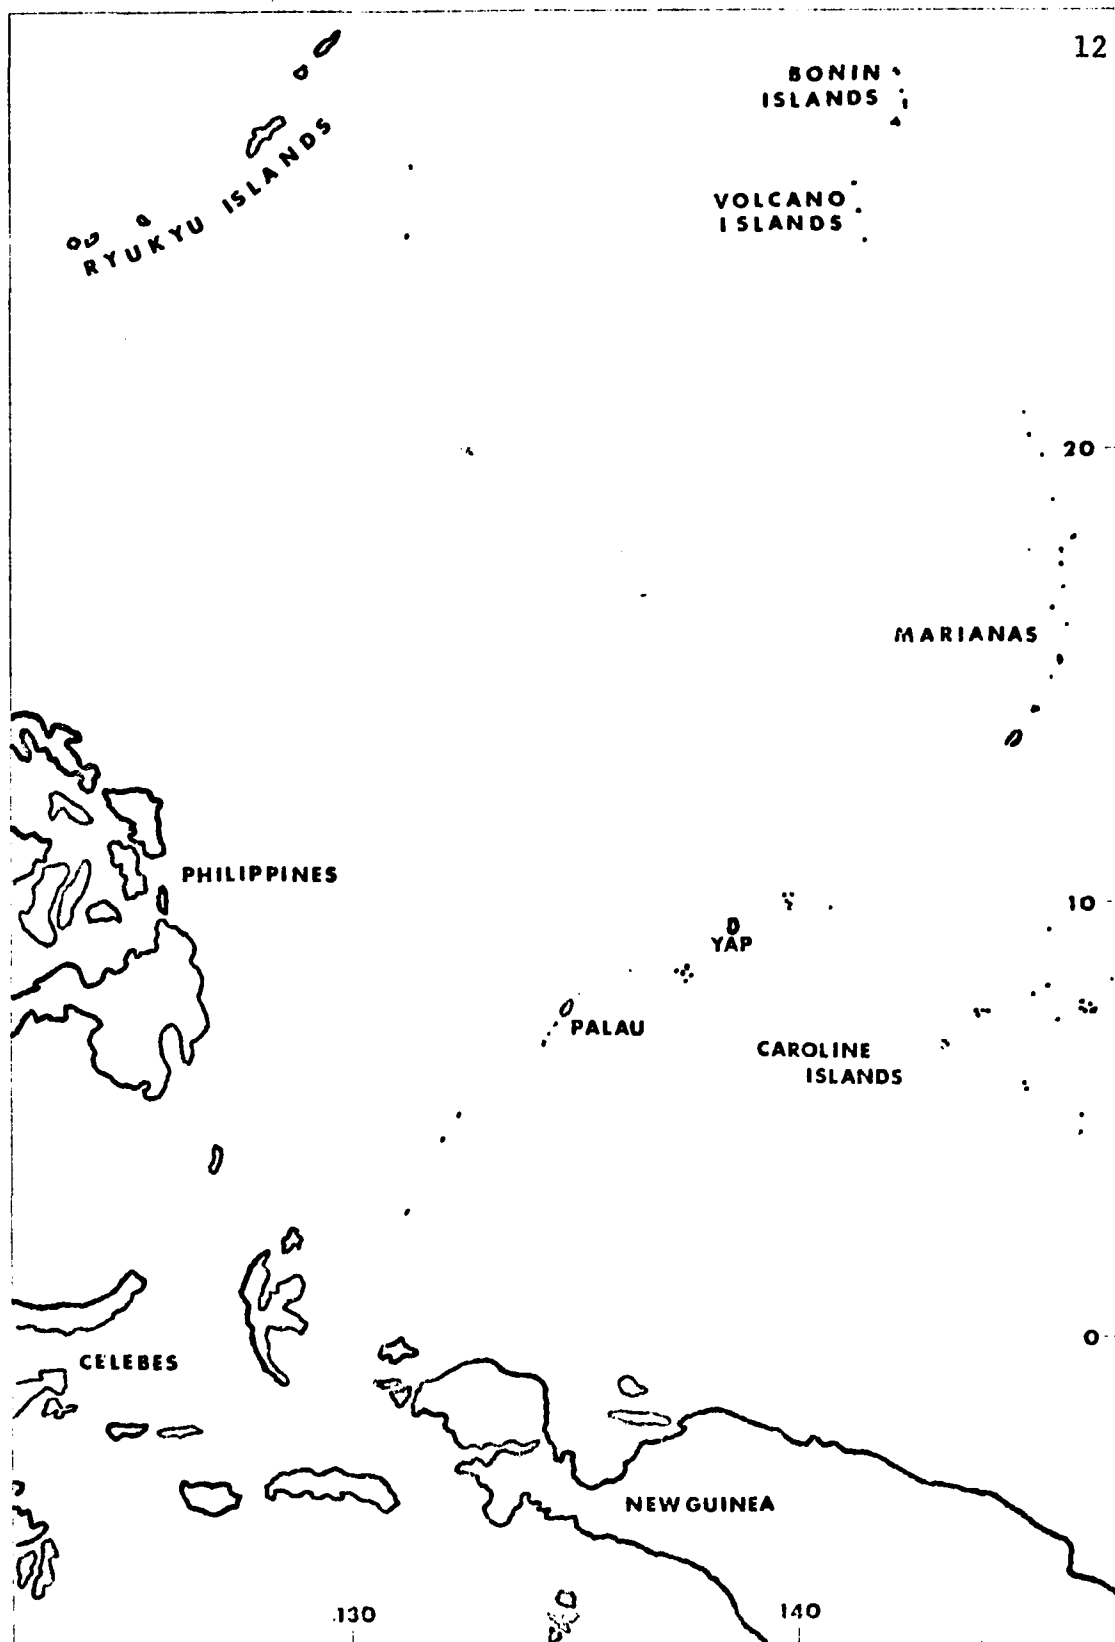 12
BONIN
ISLANDS
RYUKYU ISLANDS
VOLCANO
ISLANDS
20
MARIANAS
PHILIPPINES
10
YAP
PALAU
CAROLINE
ISLANDS
0
CELEBES
NEW GUINEA
130
140